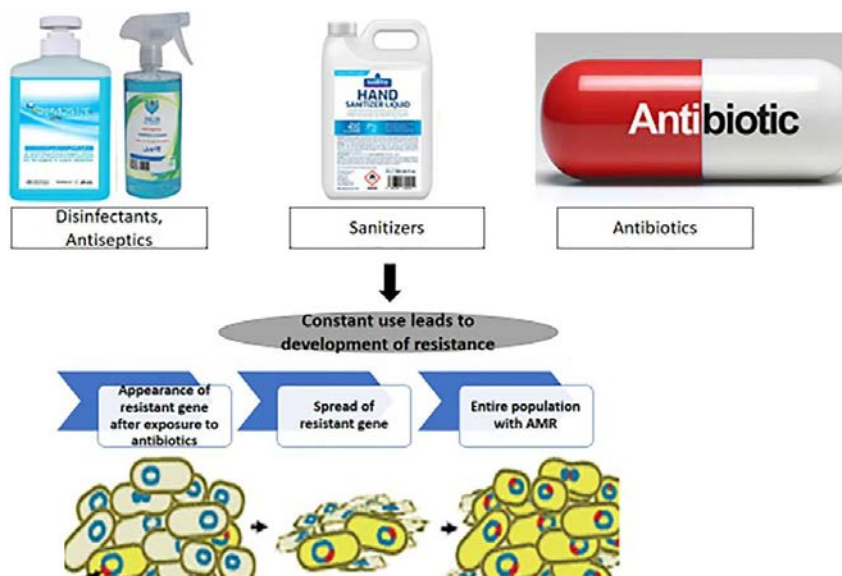 HAND
SANITIZER LIQUID
Antibiotic
Disinfectants,
Antiseptics
Sanitizers
Antibiotics
Constant use leads to
development of resistance
Appearance of
resistant gene
after exposure to
antibiotics
Spread of
resistant gene
Entire population
with AMR